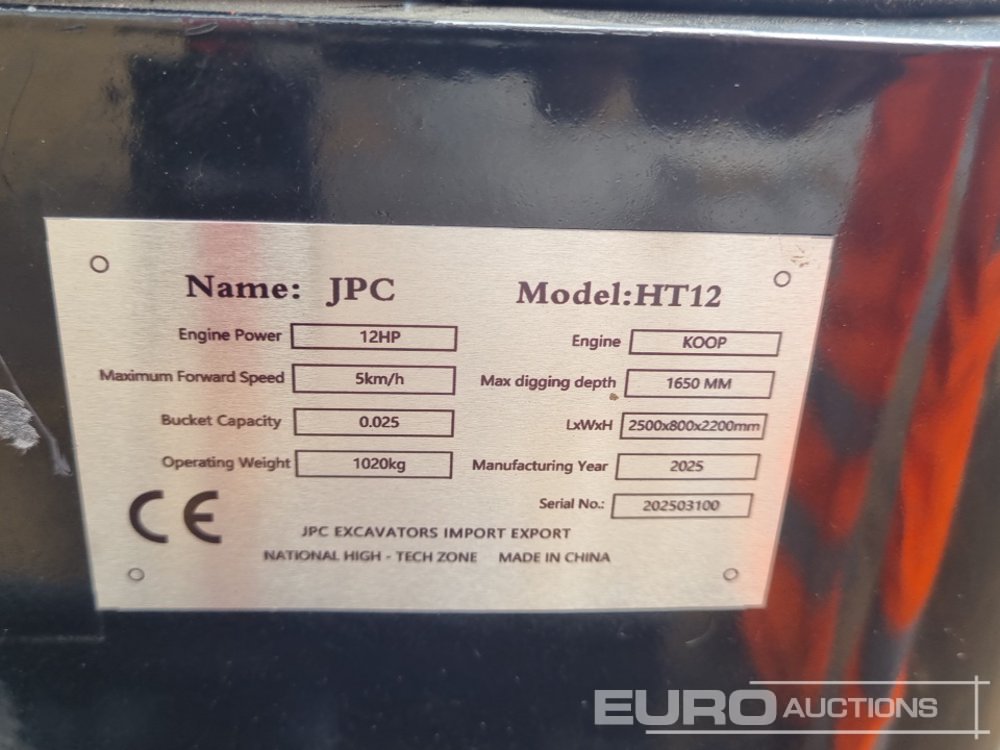 Name: JPC Model:HT12
Engine Power 12HP Engine KOOP
Maximum Forward Speed 5km/h Max digging depth 1650 MM
Bucket Capacity 0.025 LxWxH 2500x800x2200mm
Operating Weight 1020kg Manufacturing Year 2025
Serial No.: 202503100
CE
JPC EXCAVATORS IMPORT EXPORT
NATIONAL HIGH - TECH ZONE MADE IN CHINA
EURO AUCTIONS